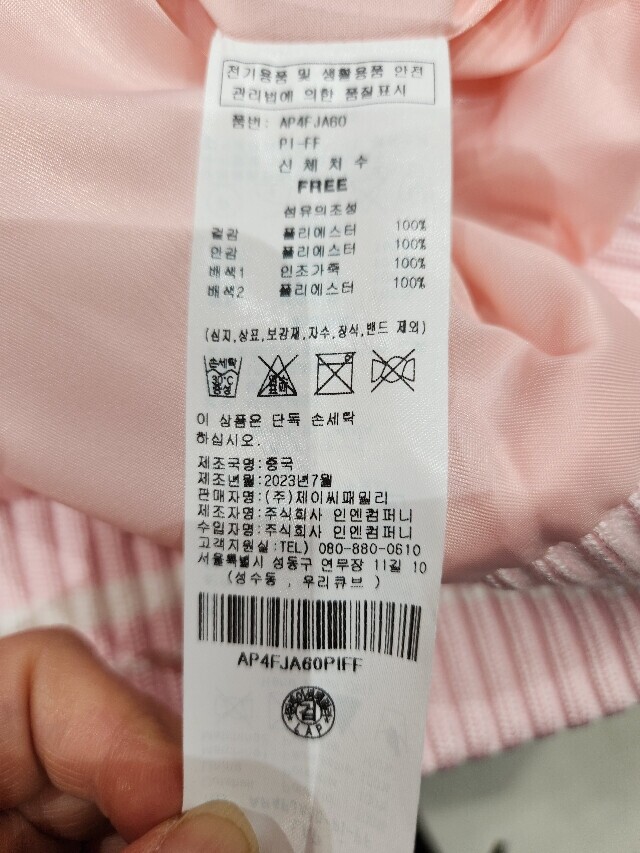 전기용품 및 생활용품 안전
관리법에 의한 품질표시
품번: AP4FJA60
PI-FF
신체치수
FREE
섬유의조성
겉감 폴리에스터 100%
안감 폴리에스터 100%
배색1 인조가죽 100%
배색2 폴리에스터 100%
(심지,상표,보강재,자수,장식,밴드 제외)
손세탁
30℃
중성
표백
이 상품은 단독 손세탁
하십시오.
제조국명:중국
제조년월:2023년7월
판매자명:(주)제이씨패밀리
제조자명:주식회사 인엔컴퍼니
수입자명:주식회사 인엔컴퍼니
고객지원실:TEL) 080-880-0610
서울특별시 성동구 연무장 11길 10
(성수동 , 우리큐브 )
AP4FJA60PIFF
검
LAP